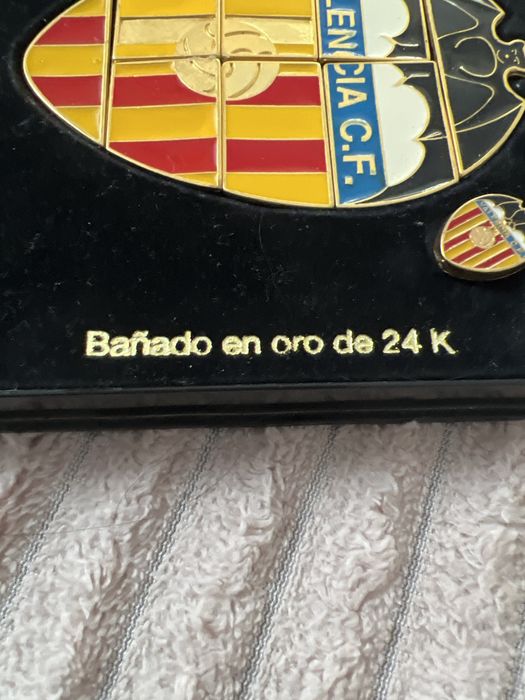 LENCIA C.F.
Bañado en oro de 24 K